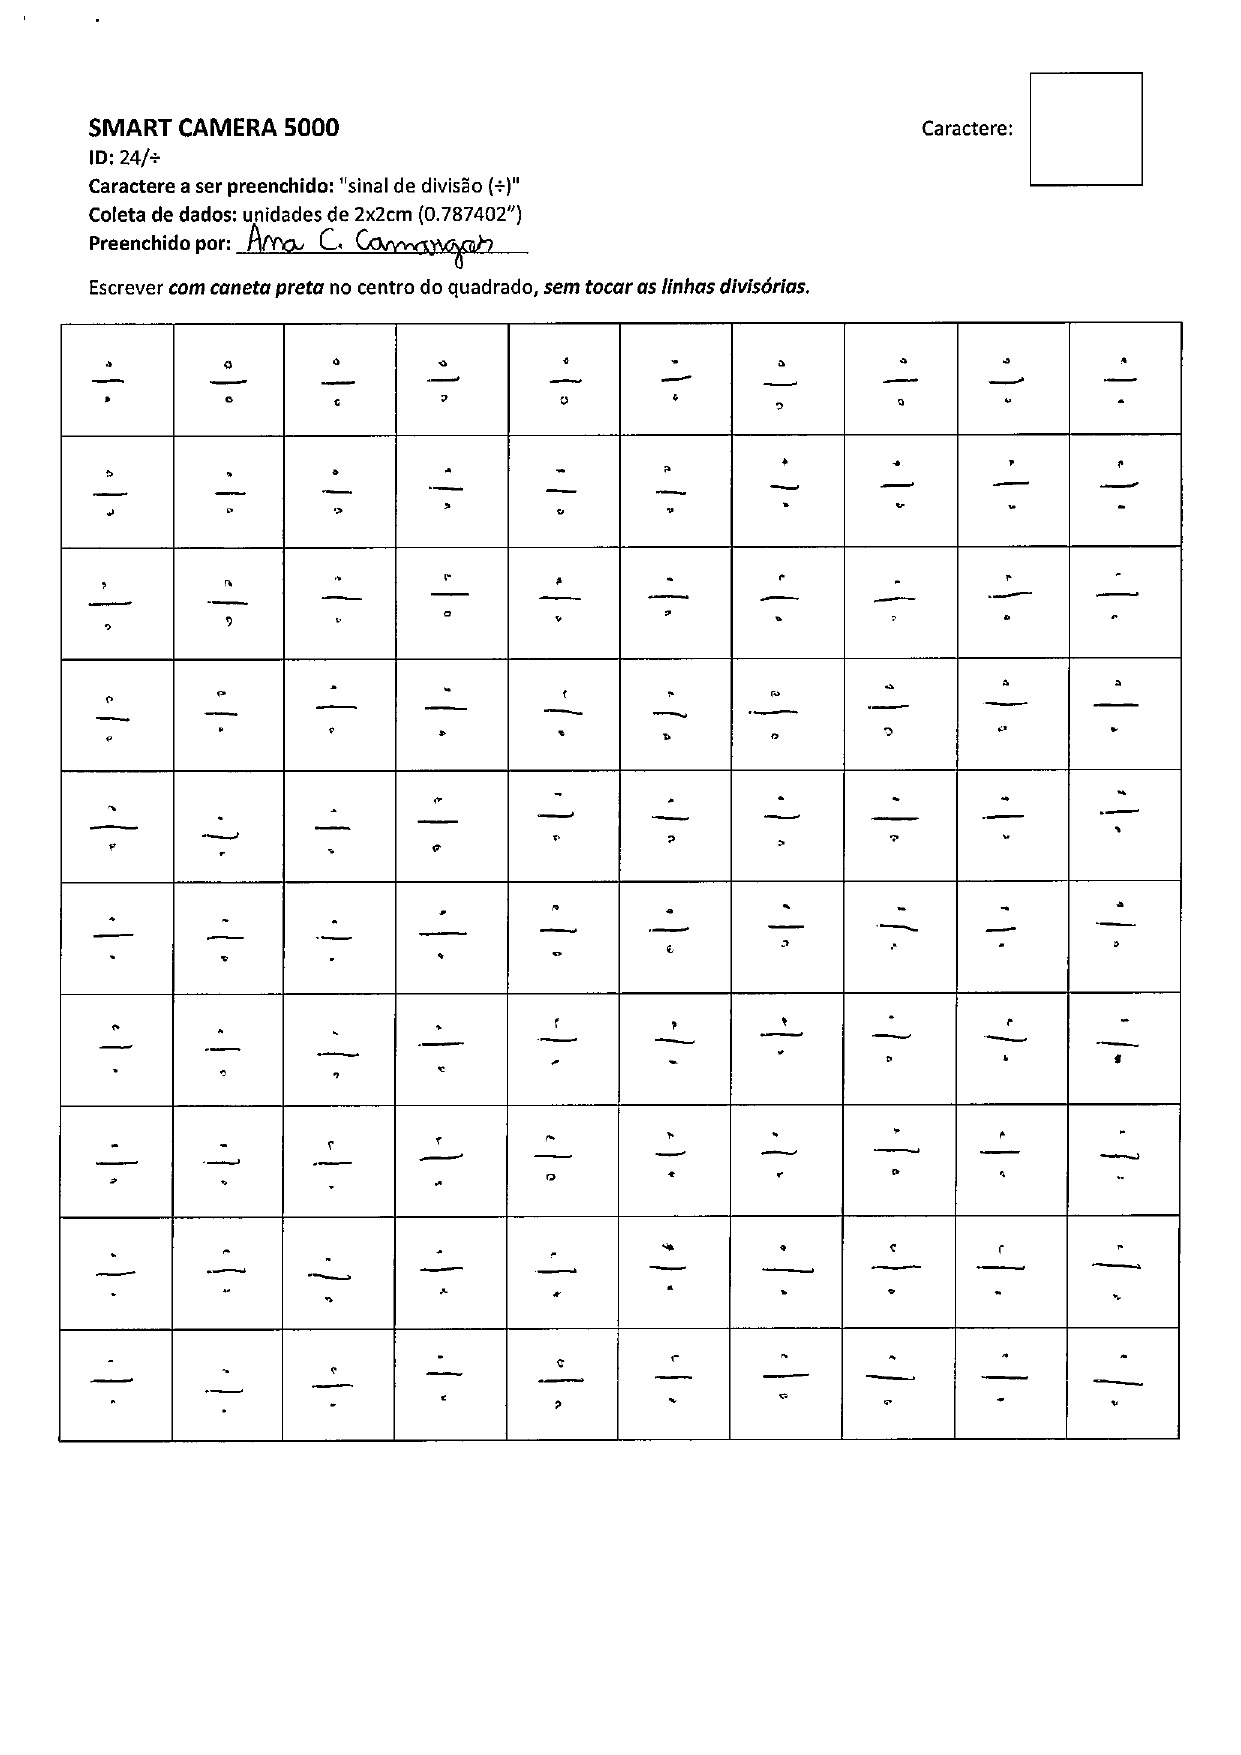 SMART CAMERA 5000
Caractere:
ID: 24/÷
Caractere a ser preenchido: "sinal de divisão (÷)"
Coleta de dados: unidades de 2x2cm (0.787402”)
Preenchido por: Ana C.
Escrever com caneta preta no centro do quadrado, sem tocar as linhas divisórias.
÷ ÷ ÷ ÷ ÷ ÷ ÷ ÷ ÷ ÷
÷ ÷ ÷ ÷ ÷ ÷ ÷ ÷ ÷ ÷
÷ ÷ ÷ ÷ ÷ ÷ ÷ ÷ ÷ ÷
÷ ÷ ÷ ÷ ÷ ÷ ÷ ÷ ÷ ÷
÷ ÷ ÷ ÷ ÷ ÷ ÷ ÷ ÷ ÷
÷ ÷ ÷ ÷ ÷ ÷ ÷ ÷ ÷ ÷
÷ ÷ ÷ ÷ ÷ ÷ ÷ ÷ ÷ ÷
÷ ÷ ÷ ÷ ÷ ÷ ÷ ÷ ÷ ÷
÷ ÷ ÷ ÷ ÷ ÷ ÷ ÷ ÷ ÷
÷ ÷ ÷ ÷ ÷ ÷ ÷ ÷ ÷ ÷